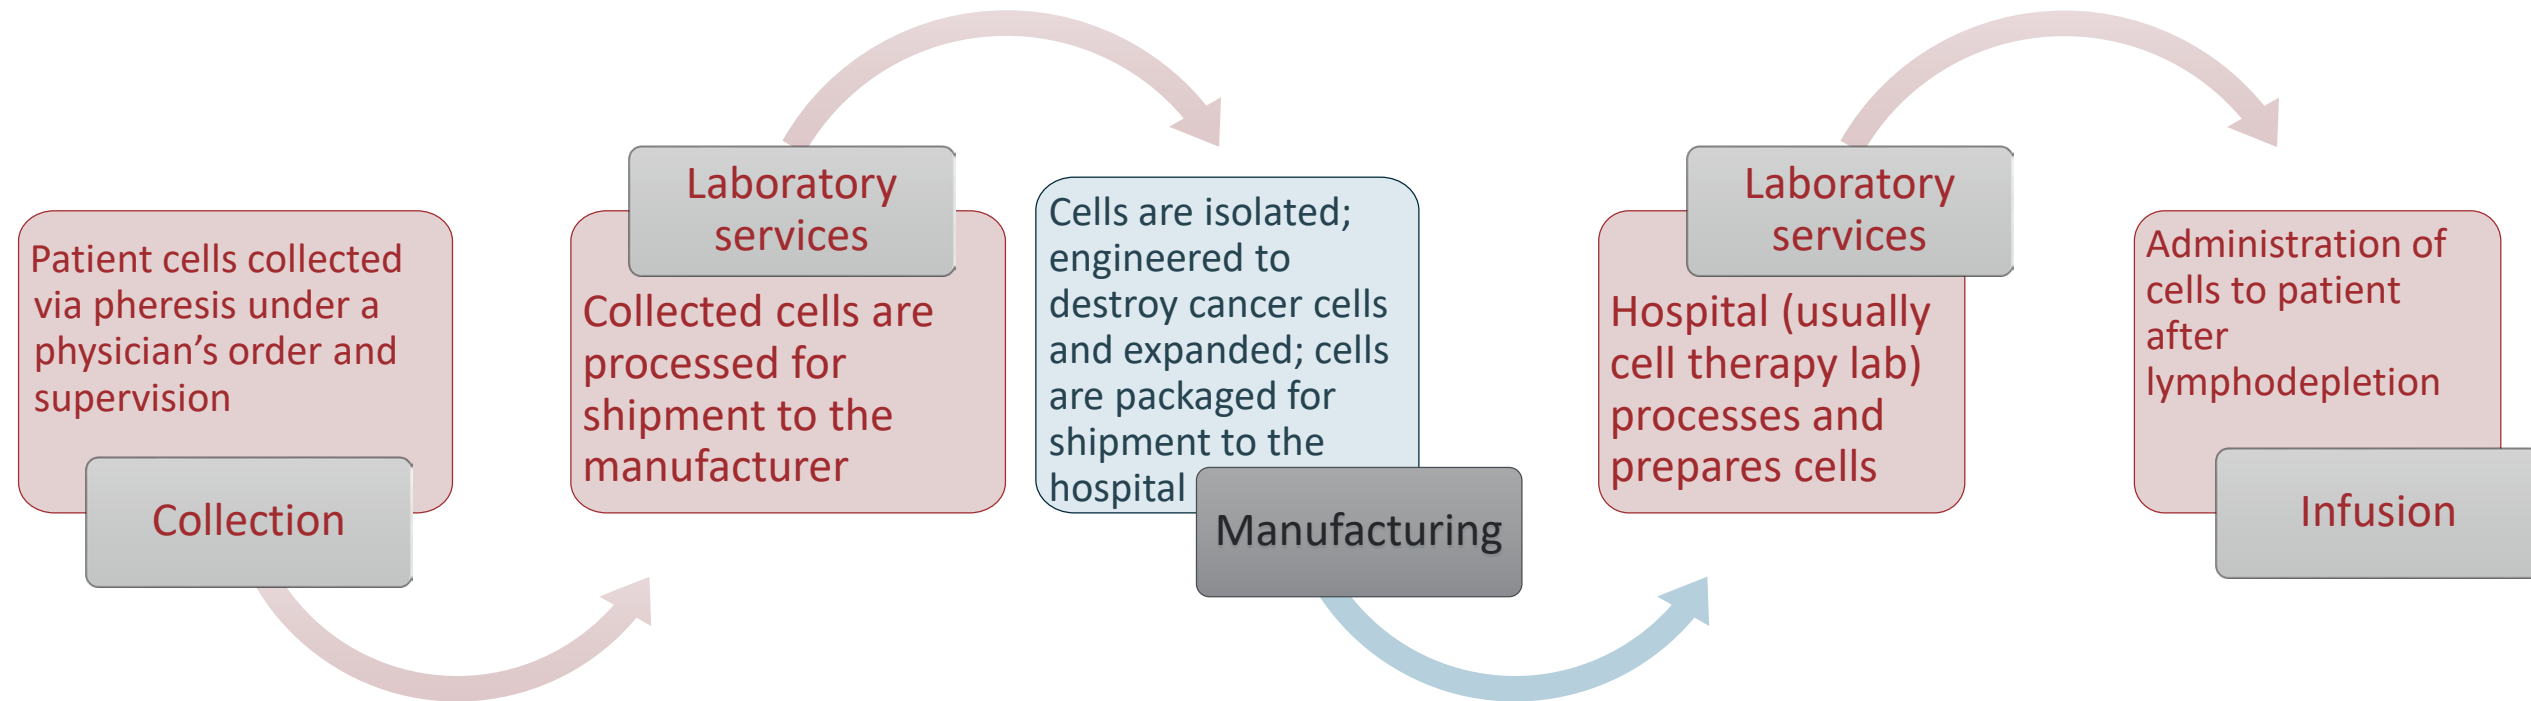 Patient cells collected
via pheresis under a
physician’s order and
supervision
Collection
Laboratory
services
Collected cells are
processed for
shipment to the
manufacturer
Cells are isolated;
engineered to
destroy cancer cells
and expanded; cells
are packaged for
shipment to the
hospital
Manufacturing
Laboratory
services
Hospital (usually
cell therapy lab)
processes and
prepares cells
Administration of
cells to patient
after
lymphodepletion
Infusion